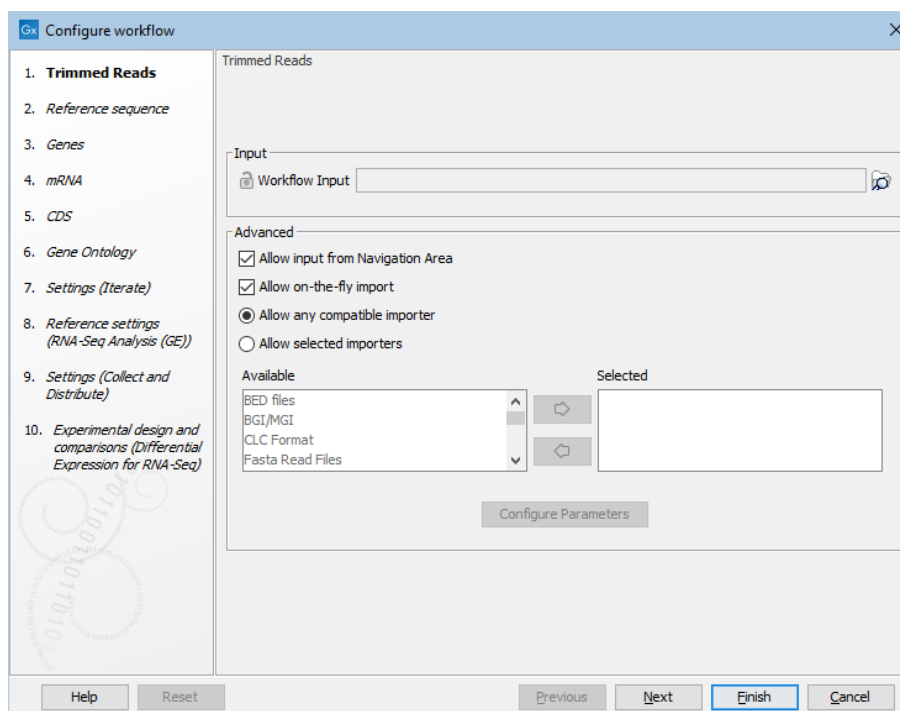 Gx Configure workflow
1. Trimmed Reads
2. Reference sequence
3. Genes
4. mRNA
5. CDS
6. Gene Ontology
7. Settings (Iterate)
8. Reference settings
(RNA-Seq Analysis (GE))
9. Settings (Collect and
Distribute)
10. Experimental design and
comparisons (Differential
Expression for RNA-Seq)
Trimmed Reads
Input
Workflow Input
Advanced
Allow input from Navigation Area
Allow on-the-fly import
Allow any compatible importer
Allow selected importers
Available
BED files
BGI/MGI
CLC Format
Fasta Read Files
Selected
Configure Parameters
Help
Reset
Previous
Next
Finish
Cancel